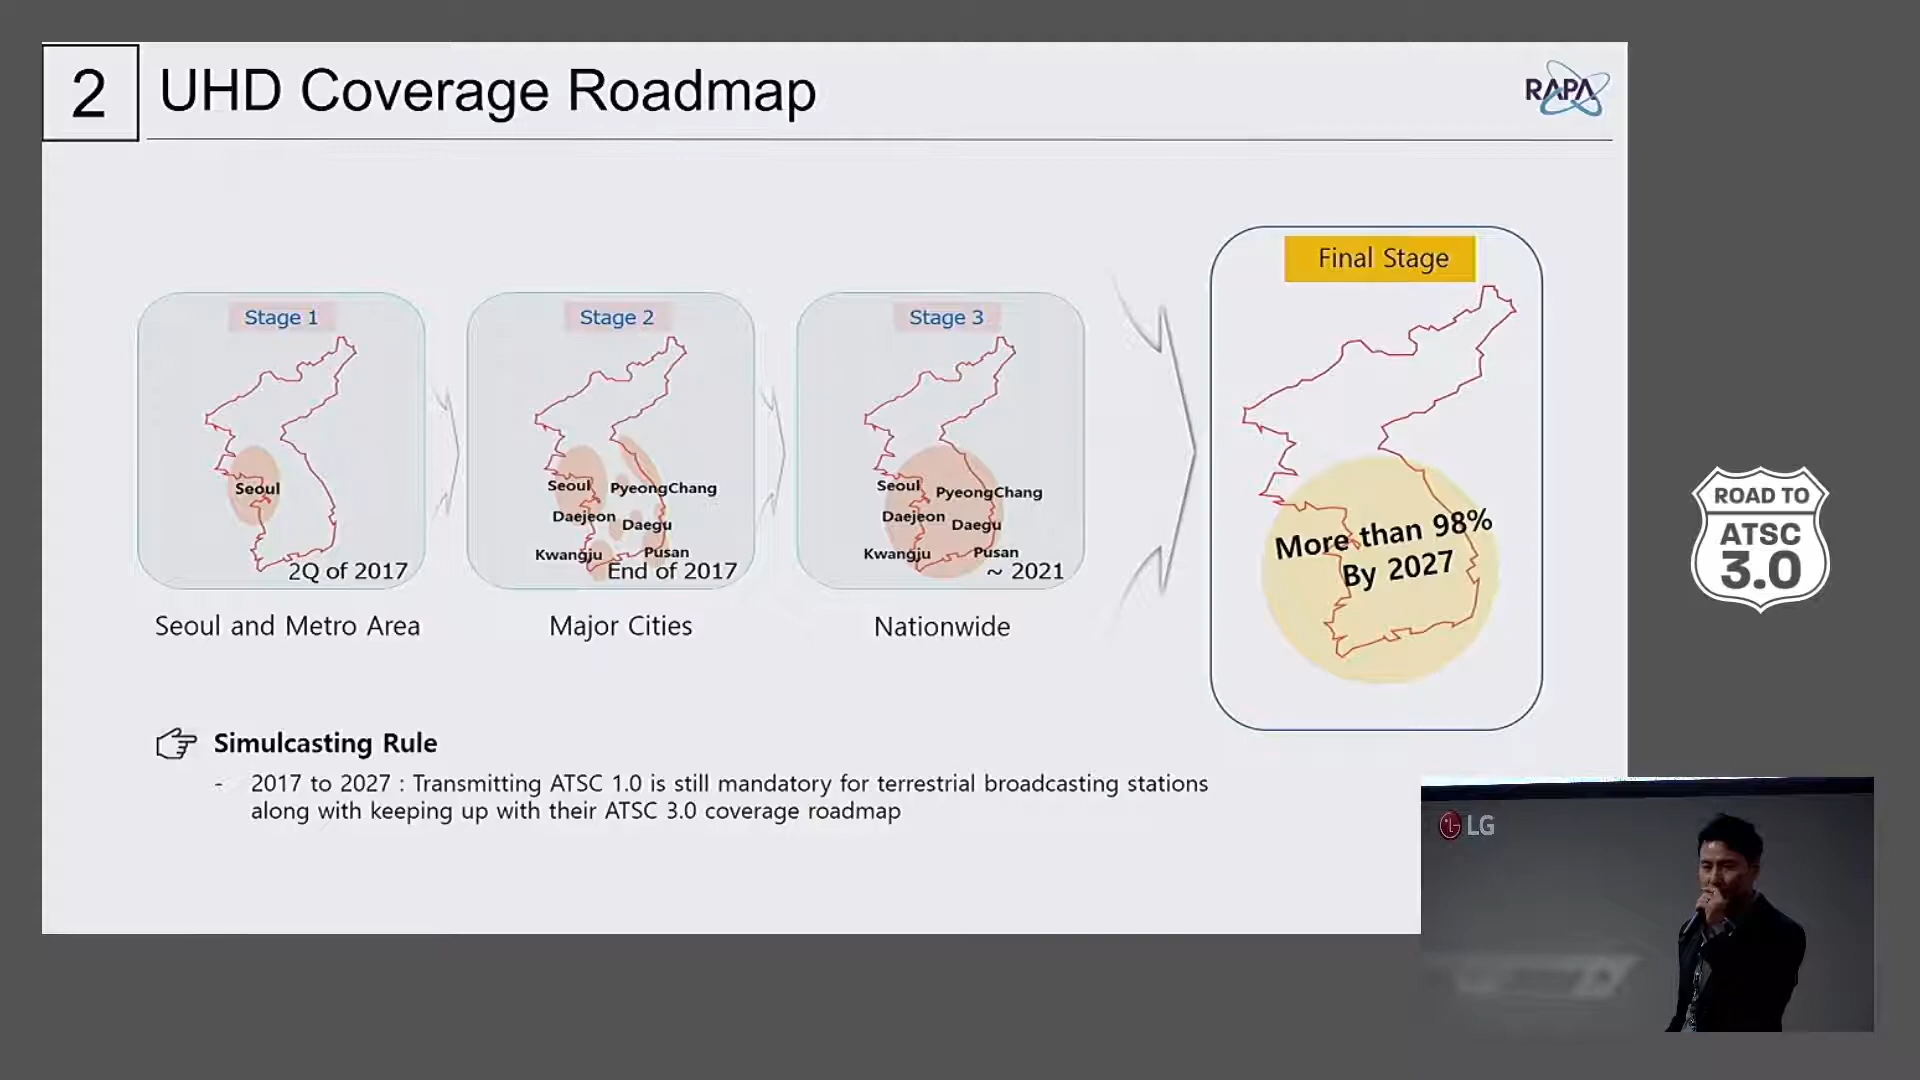 2
UHD Coverage Roadmap
RAPA
Stage 1
Seoul
2Q of 2017
Seoul and Metro Area
Stage 2
Seoul
PyeongChang
Daejeon
Daegu
Kwangju
Pusan
End of 2017
Major Cities
Stage 3
Seoul
PyeongChang
Daejeon
Daegu
Kwangju
Pusan
~ 2021
Nationwide
Final Stage
More than 98%
By 2027
Simulcasting Rule
- 2017 to 2027 : Transmitting ATSC 1.0 is still mandatory for terrestrial broadcasting stations
along with keeping up with their ATSC 3.0 coverage roadmap
ROAD TO
ATSC
3.0
LG